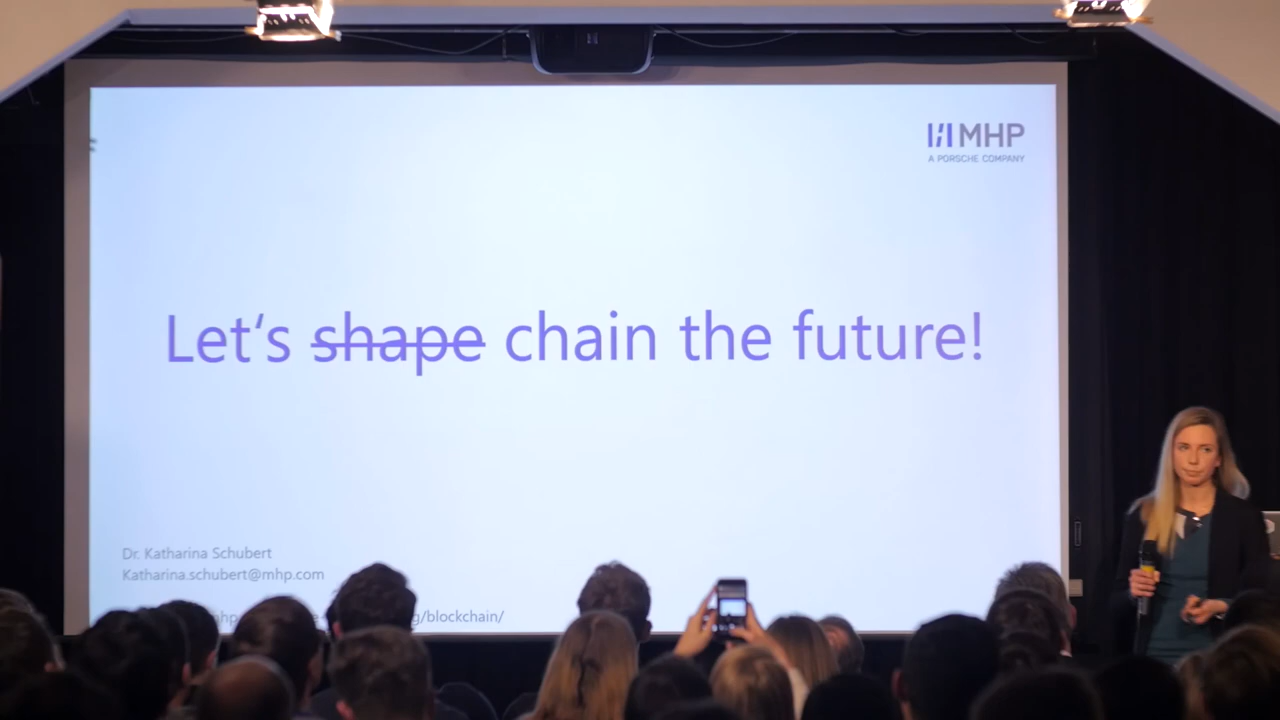 MHP
A PORSCHE COMPANY
Let‘s shape chain the future!
Dr. Katharina Schubert
Katharina.schubert@mhp.com
/blockchain/